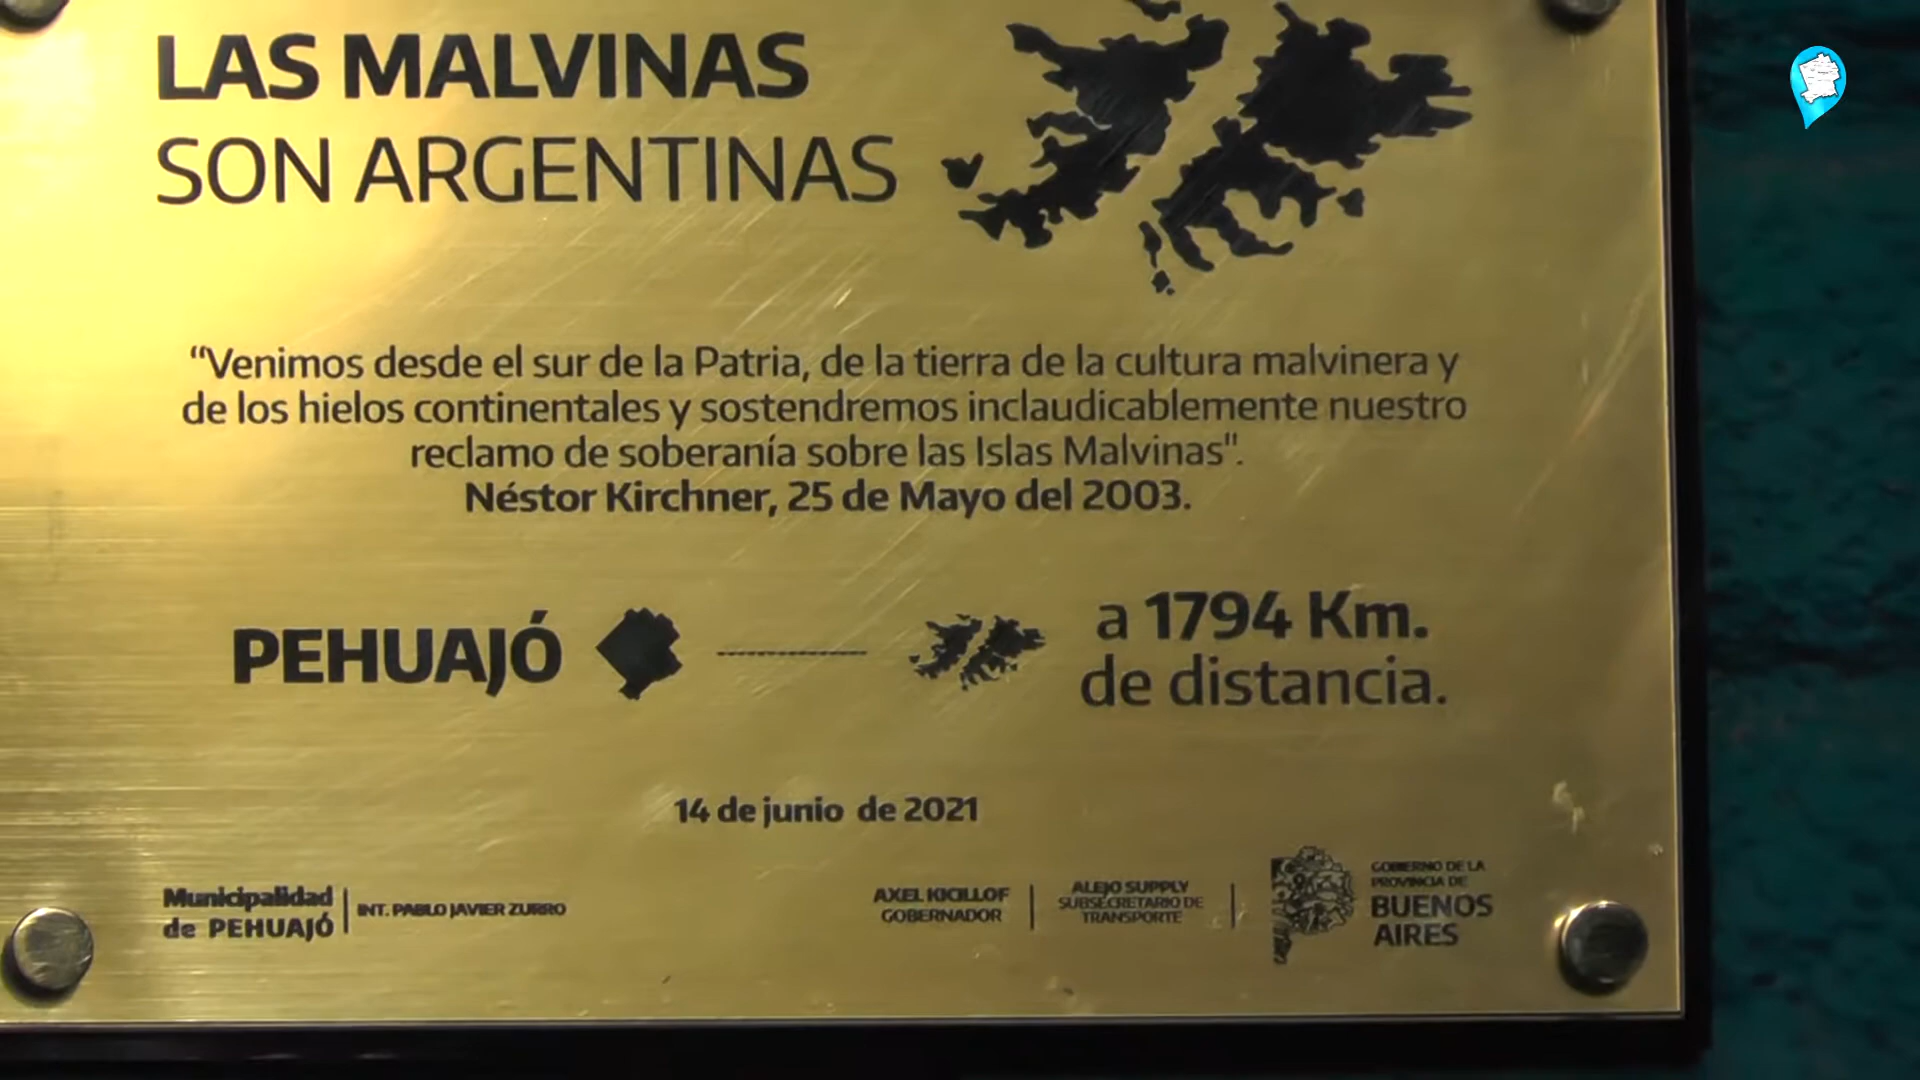 LAS MALVINAS
SON ARGENTINAS
“Venimos desde el sur de la Patria, de la tierra de la cultura malvinera y
de los hielos continentales y sostendremos inclaudicablemente nuestro
reclamo de soberanía sobre las Islas Malvinas".
Néstor Kirchner, 25 de Mayo del 2003.
PEHUAJÓ
a 1794 Km.
de distancia.
14 de junio de 2021
Municipalidad
de PEHUAJÓ
INT. PABLO JAVIER ZURRO
AXEL KICILLOF
GOBERNADOR
ALEJO SUPPLY
SUBSECRETARIO DE
TRANSPORTE
GOBIERNO DE LA
PROVINCIA DE
BUENOS
AIRES